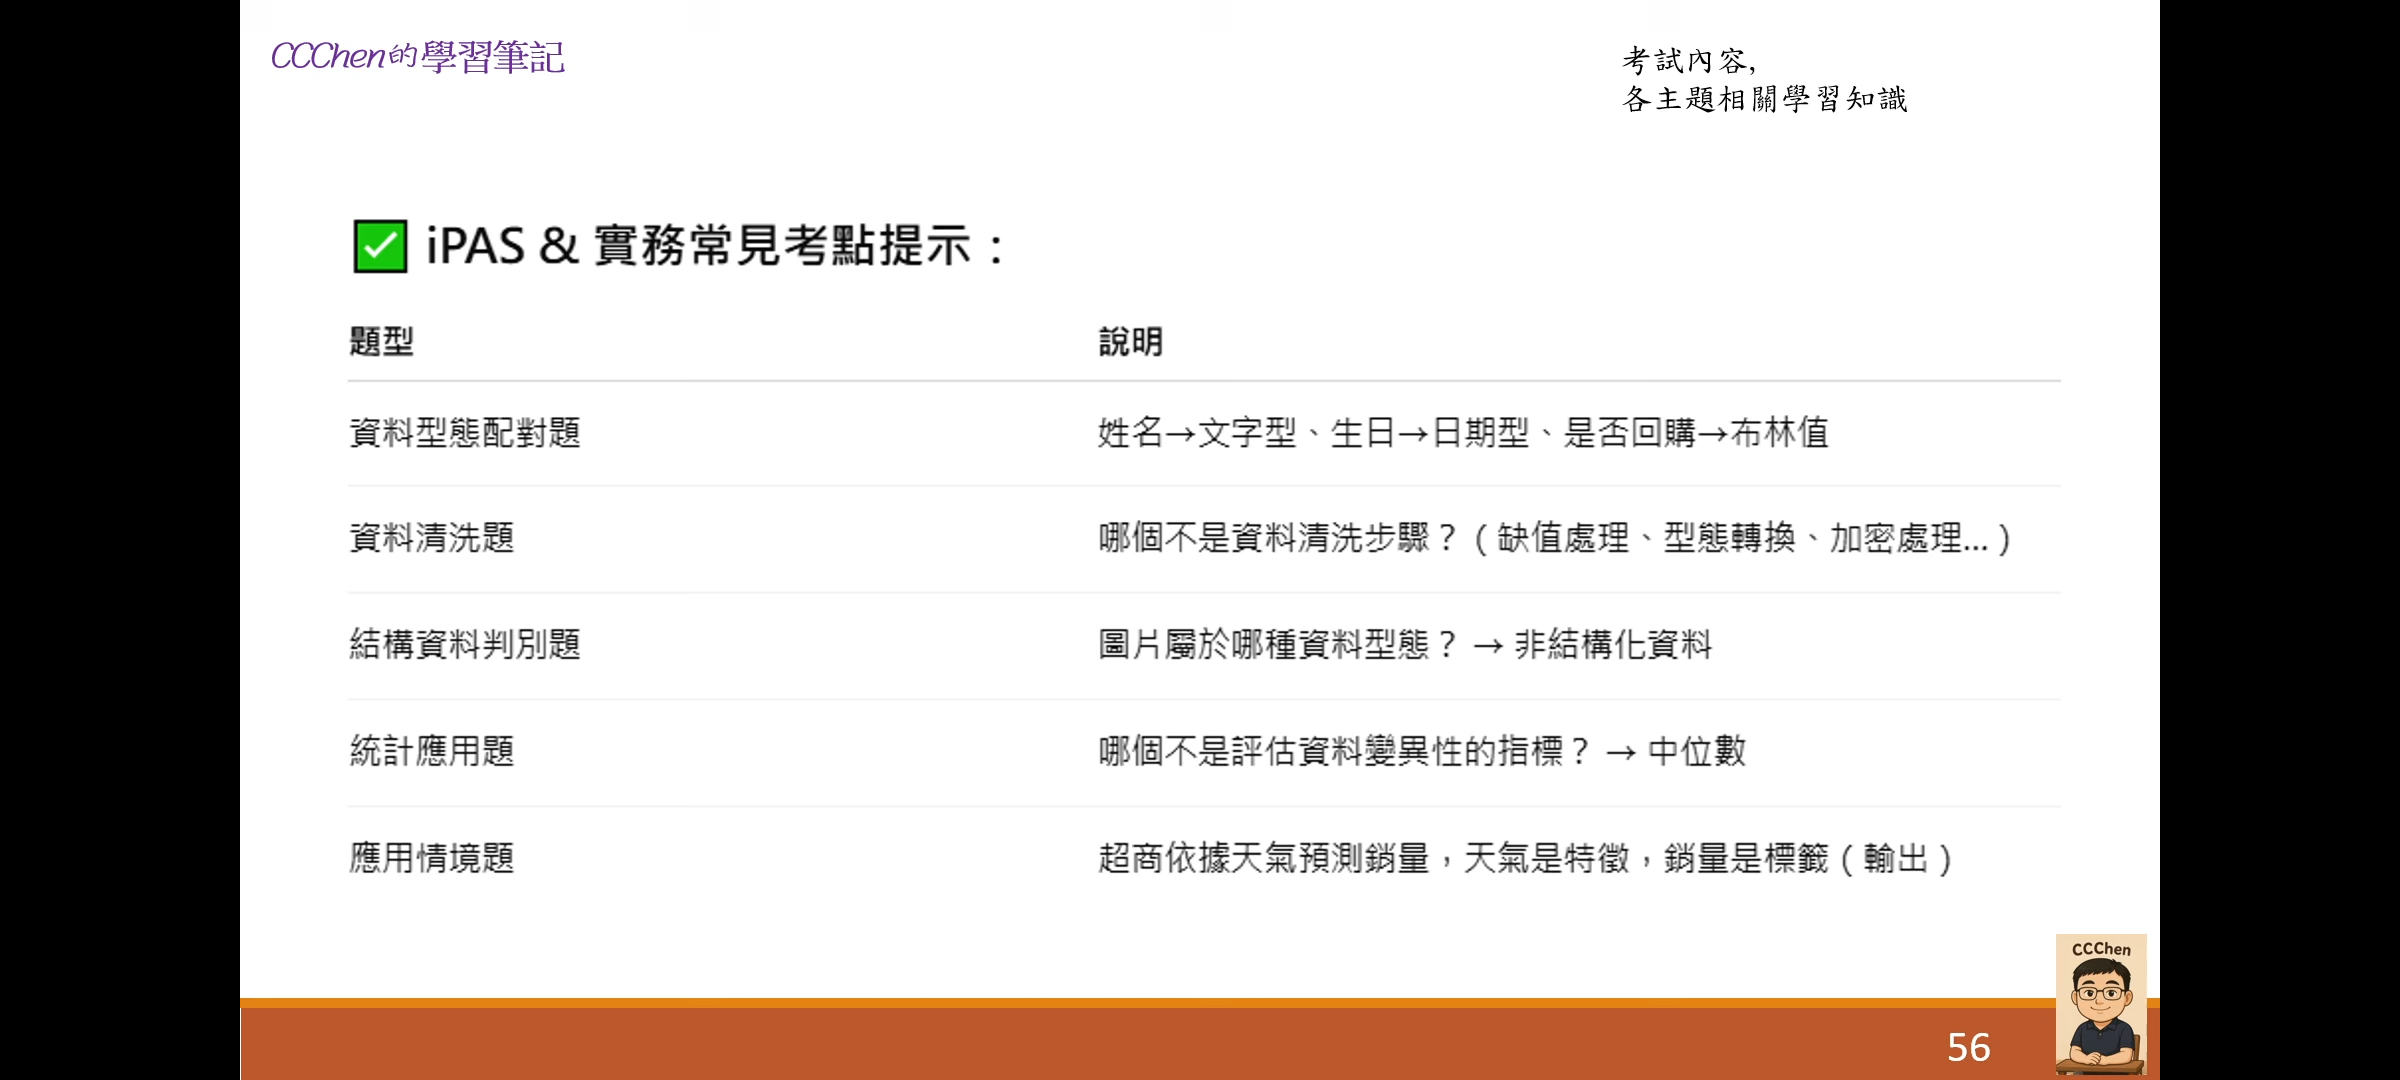 CCChen的學習筆記
考試內容,
各主題相關學習知識
✅ iPAS & 實務常見考點提示：
題型 說明
資料型態配對題 姓名→文字型、生日→日期型、是否回購→布林值
資料清洗題 哪個不是資料清洗步驟？（缺值處理、型態轉換、加密處理...）
結構資料判別題 圖片屬於哪種資料型態？ → 非結構化資料
統計應用題 哪個不是評估資料變異性的指標？ → 中位數
應用情境題 超商依據天氣預測銷量，天氣是特徵，銷量是標籤（輸出）
CCChen
56